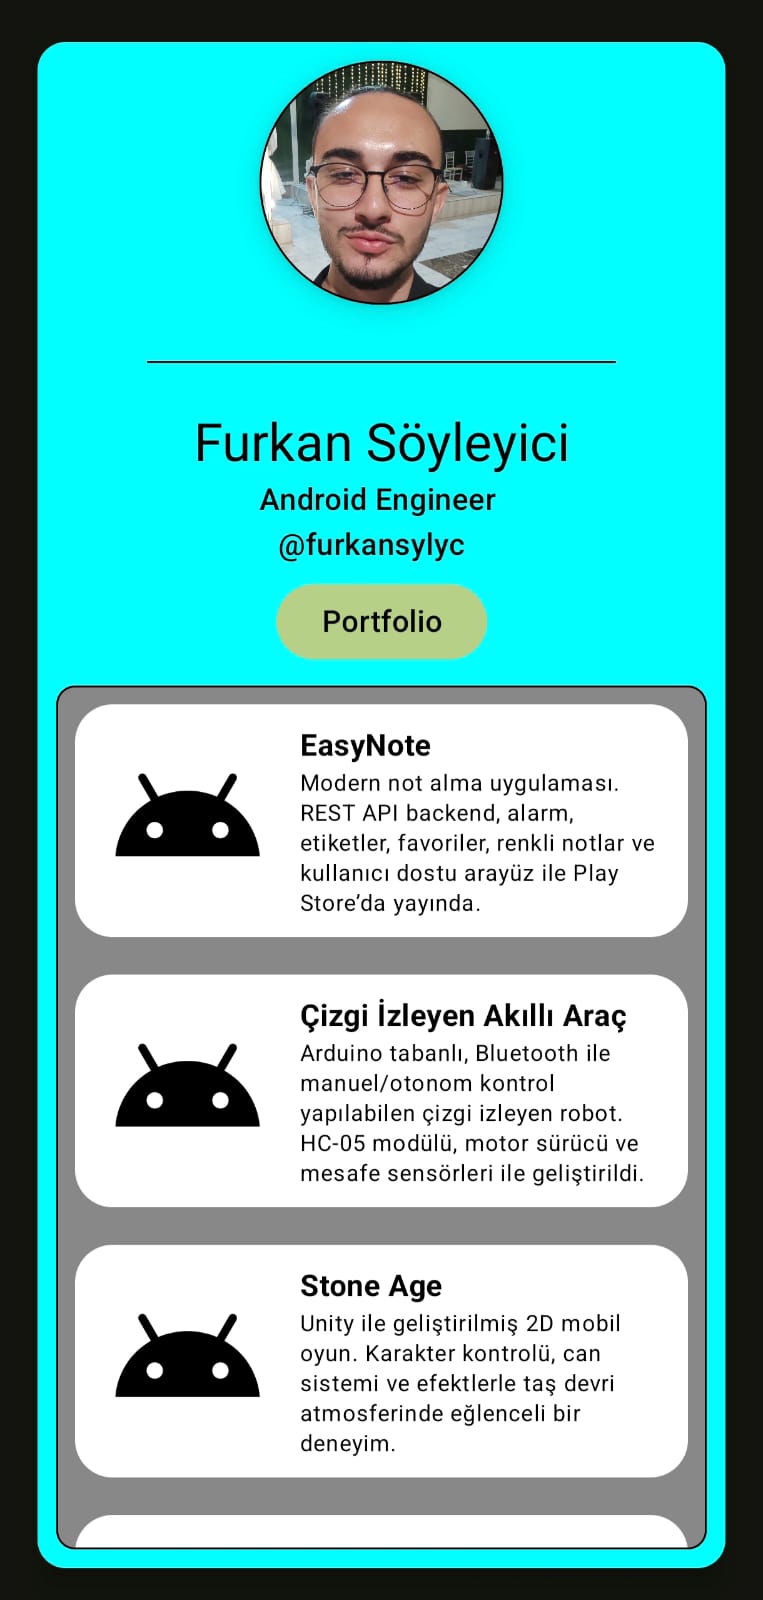 Furkan Söyleyici
Android Engineer
@furkansylyc
Portfolio
EasyNote
Modern not alma uygulaması.
REST API backend, alarm,
etiketler, favoriler, renkli notlar ve
kullanıcı dostu arayüz ile Play
Store’da yayında.
Çizgi İzleyen Akıllı Araç
Arduino tabanlı, Bluetooth ile
manuel/otonom kontrol
yapılabilen çizgi izleyen robot.
HC-05 modülü, motor sürücü ve
mesafe sensörleri ile geliştirildi.
Stone Age
Unity ile geliştirilmiş 2D mobil
oyun. Karakter kontrolü, can
sistemi ve efektlerle taş devri
atmosferinde eğlenceli bir
deneyim.